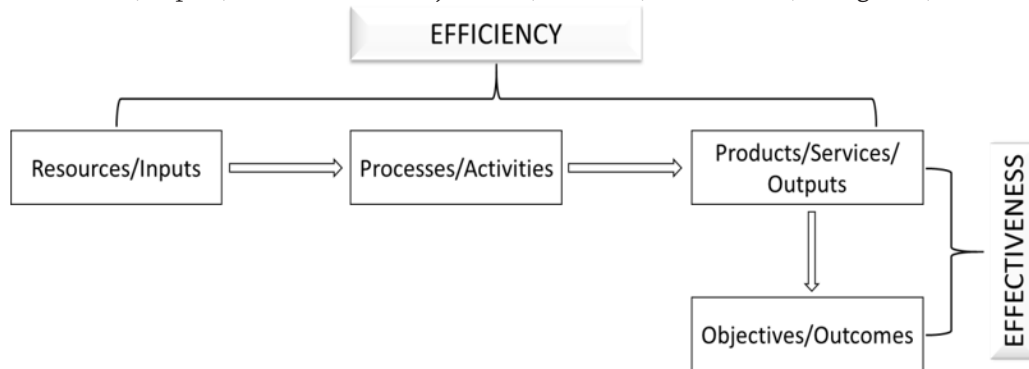 EFFICIENCY
Resources/Inputs
Processes/Activities
Products/Services/
Outputs
EFFECTIVENESS
Objectives/Outcomes